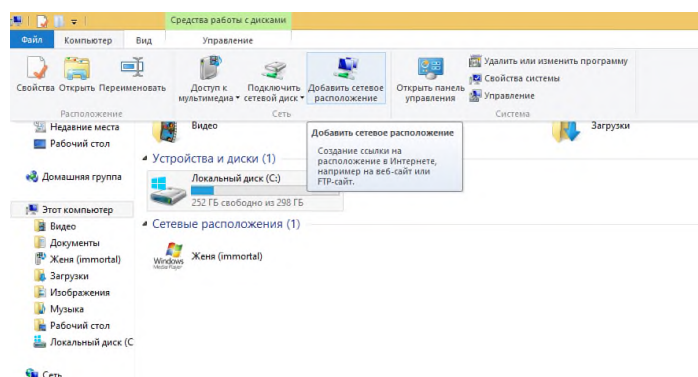 Средства работы с дисками
Файл Компьютер Вид Управление
Свойства Открыть Переименовать
Доступ к мультимедиа
Подключить сетевой диск
Добавить сетевое расположение
Открыть панель управления
Удалить или изменить программу
Свойства системы
Управление
Расположение Сеть Система
Недавние места
Рабочий стол
Домашняя группа
Этот компьютер
Видео
Документы
Женя (immortal)
Загрузки
Изображения
Музыка
Рабочий стол
Локальный диск (C
Сеть
Видео
Загрузки
Добавить сетевое расположение
Создание ссылки на
расположение в Интернете,
например на веб-сайт или
FTP-сайт.
Устройства и диски (1)
Локальный диск (C:)
252 ГБ свободно из 298 ГБ
Сетевые расположения (1)
Женя (immortal)
Windows
Media Player